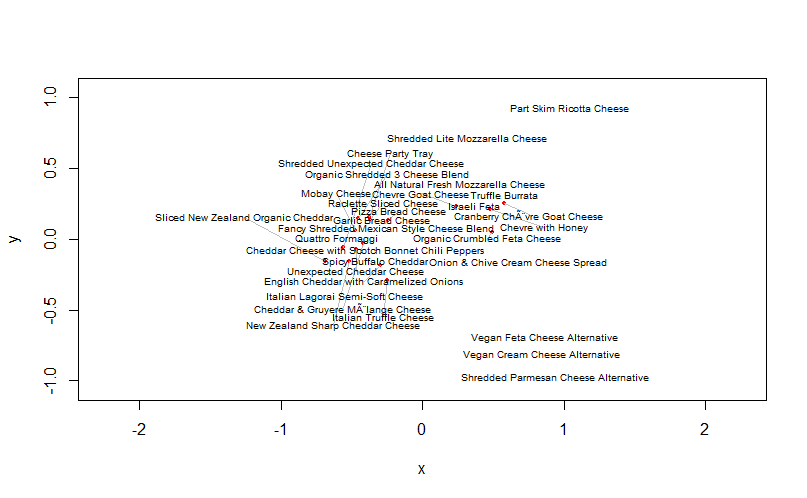 1.0
Part Skim Ricotta Cheese
Shredded Lite Mozzarella Cheese
Cheese Party Tray
Shredded Unexpected Cheddar Cheese
0.5
Organic Shredded 3 Cheese Blend
All Natural Fresh Mozzarella Cheese
Mobay Cheese
Chevre Goat Cheese
Truffle Burrata
Raclette Sliced Cheese
Israeli Feta
Pizza Bread Cheese
Sliced New Zealand Organic Cheddar
Garlic Bread Cheese
Cranberry ChÃ¨vre Goat Cheese
Fancy Shredded Mexican Style Cheese Blend
Chevre with Honey
y
0.0
Quattro Formaggi
Organic Crumbled Feta Cheese
Cheddar Cheese with Scotch Bonnet Chili Peppers
Spicy Buffalo Cheddar
Onion & Chive Cream Cheese Spread
Unexpected Cheddar Cheese
English Cheddar with Caramelized Onions
Italian Lagorai Semi-Soft Cheese
-0.5
Cheddar & Gruyere MÃ¨lange Cheese
Italian Truffle Cheese
New Zealand Sharp Cheddar Cheese
Vegan Feta Cheese Alternative
Vegan Cream Cheese Alternative
-1.0
Shredded Parmesan Cheese Alternative
-2 -1 0 1 2
x